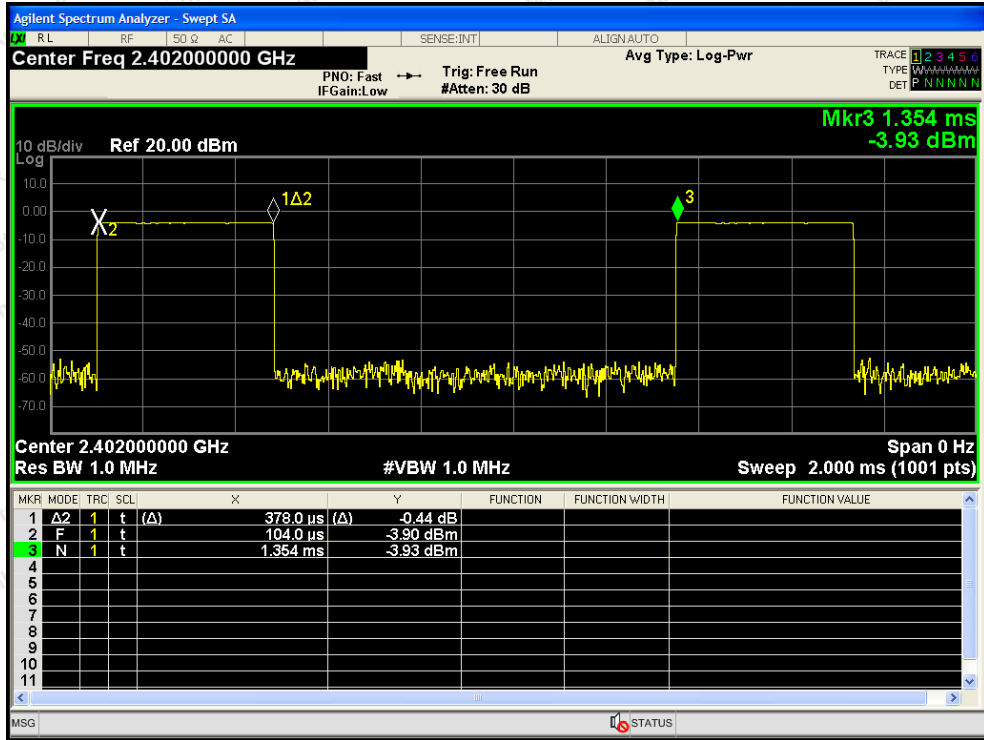 Agilent Spectrum Analyzer - Swept SA
LXI RL RF 50 Ω AC SENSE:INT ALIGN AUTO
Center Freq 2.402000000 GHz
PNO: Fast
IFGain:Low
Trig: Free Run
#Atten: 30 dB
Avg Type: Log-Pwr
TRACE 1 2 3 4 5 6
TYPE WWWWWW
DET P N N N N N
Mkr3 1.354 ms
-3.93 dBm
10 dB/div Ref 20.00 dBm
Log
10.0
0.00
-10.0
-20.0
-30.0
-40.0
-50.0
-60.0
-70.0
2
1Δ2
3
Center 2.402000000 GHz Span 0 Hz
Res BW 1.0 MHz #VBW 1.0 MHz Sweep 2.000 ms (1001 pts)
MKR MODE TRC SCL X Y FUNCTION FUNCTION WIDTH FUNCTION VALUE
1 Δ2 1 t (Δ) 378.0 µs (Δ) -0.44 dB
2 F 1 t 104.0 µs -3.90 dBm
3 N 1 t 1.354 ms -3.93 dBm
4
5
6
7
8
9
10
11
MSG STATUS